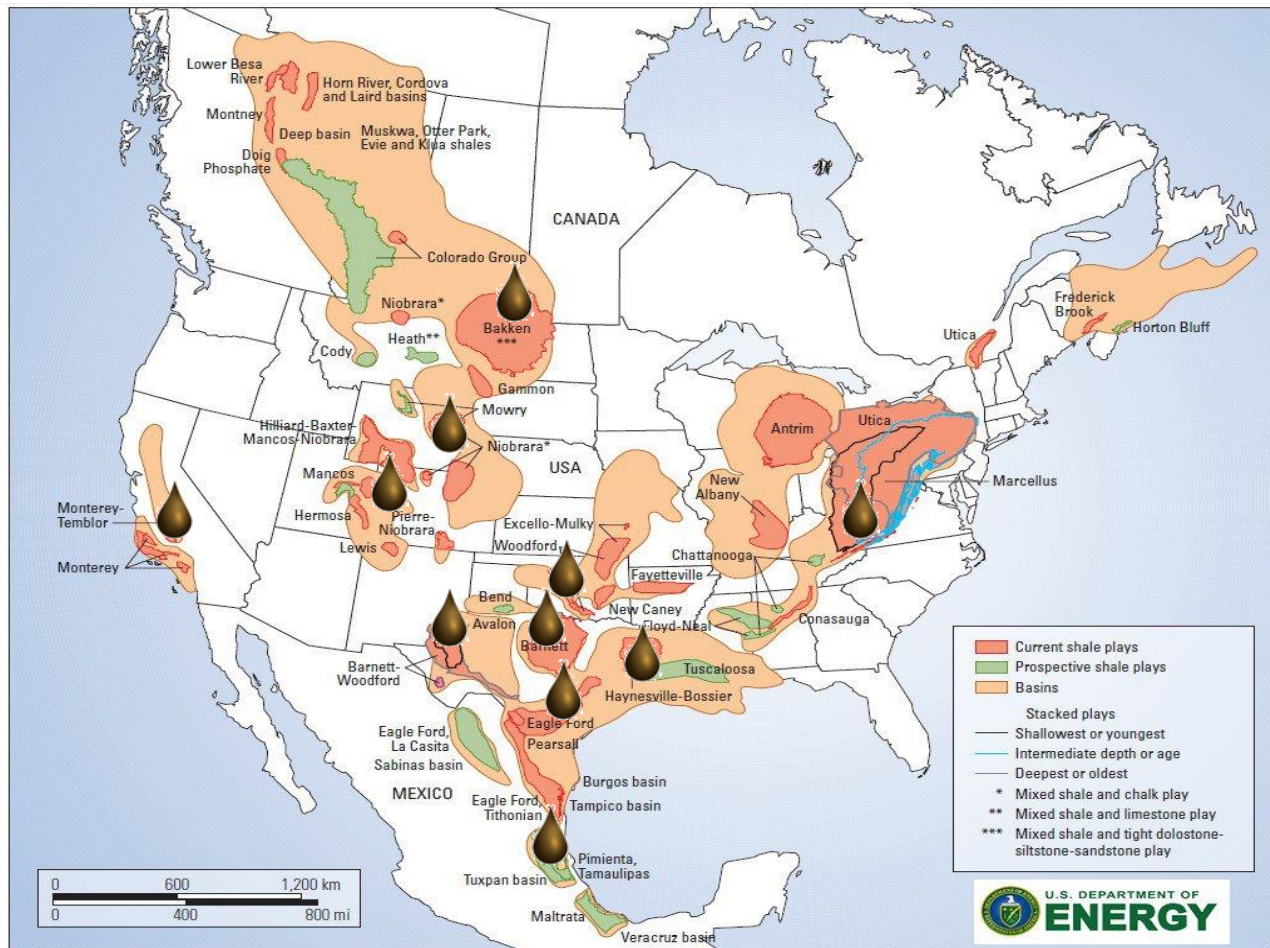 Lower Besa
River
Horn River, Cordova
and Laird basins
Montney
Deep basin
Muskwa, Otter Park,
Evie and Klua shales
Doig
Phosphate
CANADA
Colorado Group
Niobrara*
Bakken
***
Heath**
Cody
Gammon
Mowry
Hilliard-Baxter-
Mancos-Niobrara
Niobrara*
USA
Mancos
Hermosa
Pierre-
Niobrara
Lewis
Monterey-
Temblor
Monterey
Frederick
Brook
Horton Bluff
Utica
Antrim
Utica
Marcellus
New
Albany
Excello-Mulky
Woodford
Chattanooga
Fayetteville
New Caney
Floyd-Neal
Conasauga
Bend
Avalon
Barnett
Barnett-
Woodford
Tuscaloosa
Haynesville-Bossier
Eagle Ford
Pearsall
Eagle Ford,
La Casita
Sabinas basin
MEXICO
Burgos basin
Eagle Ford,
Tithonian
Tampico basin
Pimienta,
Tamaulipas
Tuxpan basin
Maltrata
Veracruz basin
Current shale plays
Prospective shale plays
Basins
Stacked plays
Shallowest or youngest
Intermediate depth or age
Deepest or oldest
* Mixed shale and chalk play
** Mixed shale and limestone play
*** Mixed shale and tight dolostone-
siltstone-sandstone play
0 600 1,200 km
0 400 800 mi
U.S. DEPARTMENT OF
ENERGY